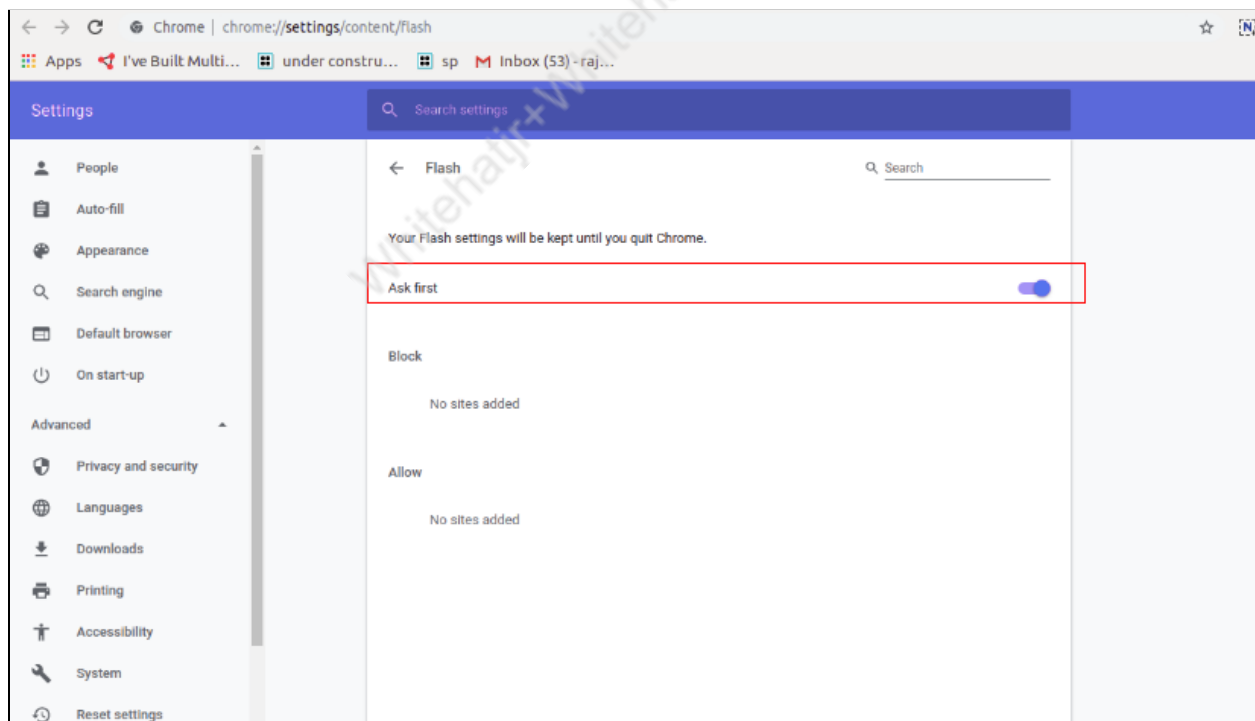 Chrome | chrome://settings/content/flash
Apps I've Built Multi... under constru... sp Inbox (53) - raj...
Settings
Search settings
People
Auto-fill
Appearance
Search engine
Default browser
On start-up
Advanced
Privacy and security
Languages
Downloads
Printing
Accessibility
System
Reset settings
Flash
Search
Your Flash settings will be kept until you quit Chrome.
Ask first
Block
No sites added
Allow
No sites added
Whitehatjr+Whiteh
N